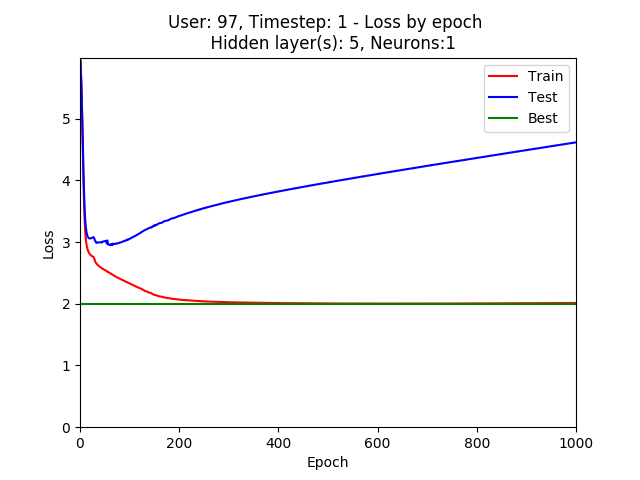 User: 97, Timestep: 1 - Loss by epoch
Hidden layer(s): 5, Neurons:1
Train
Test
Best
5
4
3
2
1
0
Loss
0 200 400 600 800 1000
Epoch